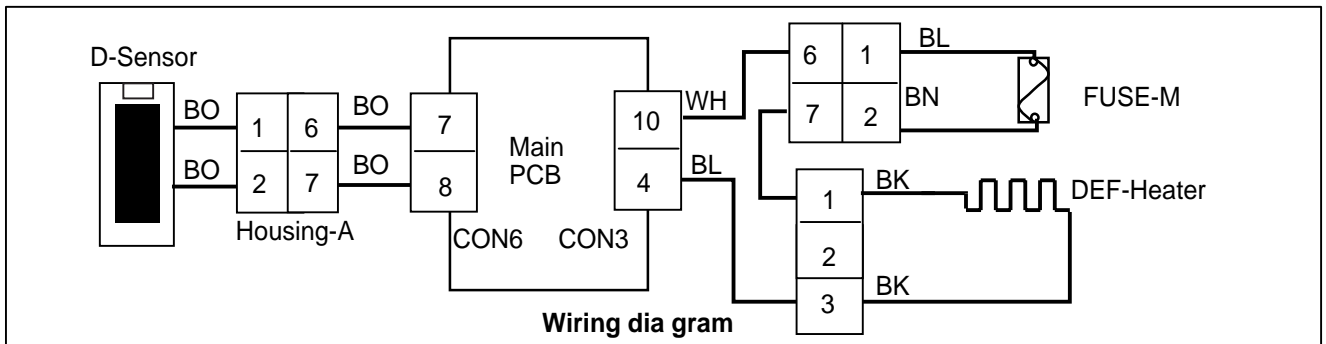 D-Sensor
BO
BO
1 6
2 7
Housing-A
BO
BO
7
8
Main
PCB
CON6 CON3
10
4
WH
BL
6 1
7 2
BL
BN
FUSE-M
1
2
3
BK
BK
DEF-Heater
Wiring dia gram